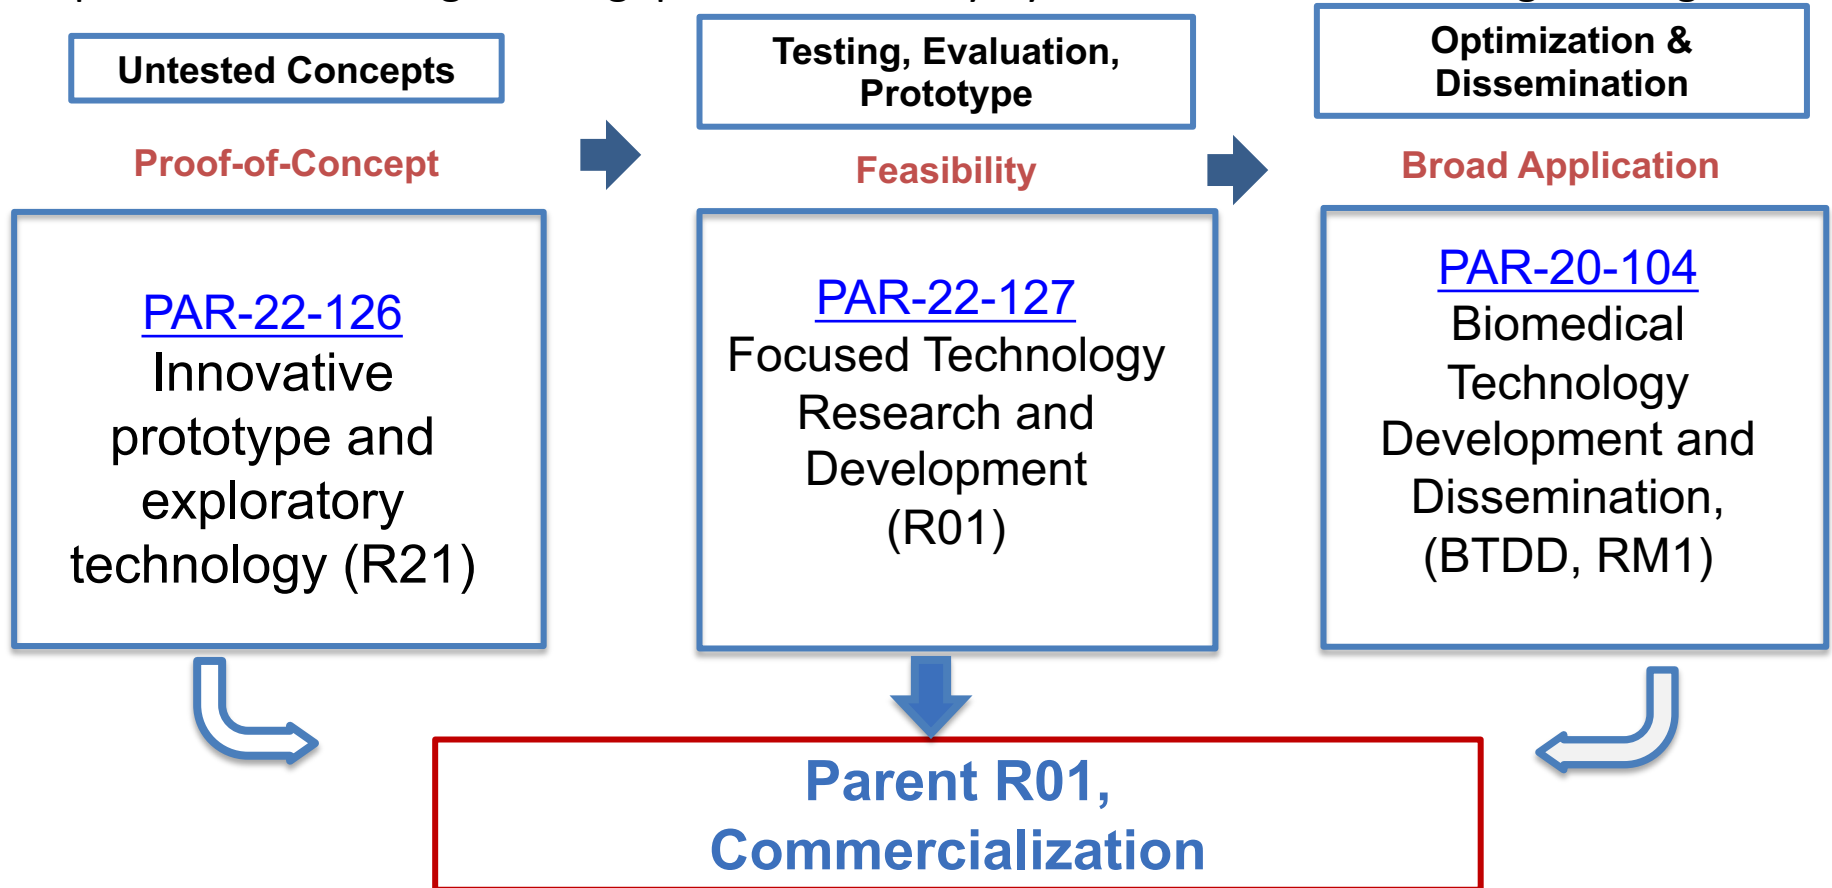 Untested Concepts
Testing, Evaluation,
Prototype
Optimization &
Dissemination
Proof-of-Concept
Feasibility
Broad Application
PAR-22-126
Innovative
prototype and
exploratory
technology (R21)
PAR-22-127
Focused Technology
Research and
Development
(R01)
PAR-20-104
Biomedical
Technology
Development and
Dissemination,
(BTDD, RM1)
Parent R01,
Commercialization